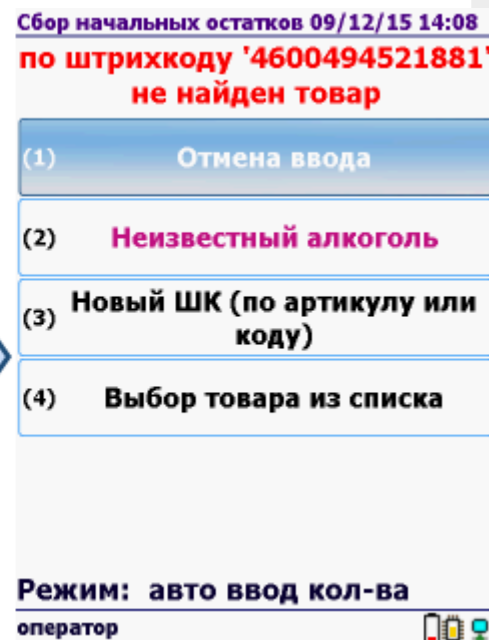 Сбор начальных остатков 09/12/15 14:08
по штрихкоду '4600494521881'
не найден товар
(1) Отмена ввода
(2) Неизвестный алкоголь
(3) Новый ШК (по артикулу или
коду)
(4) Выбор товара из списка
Режим: авто ввод кол-ва
оператор